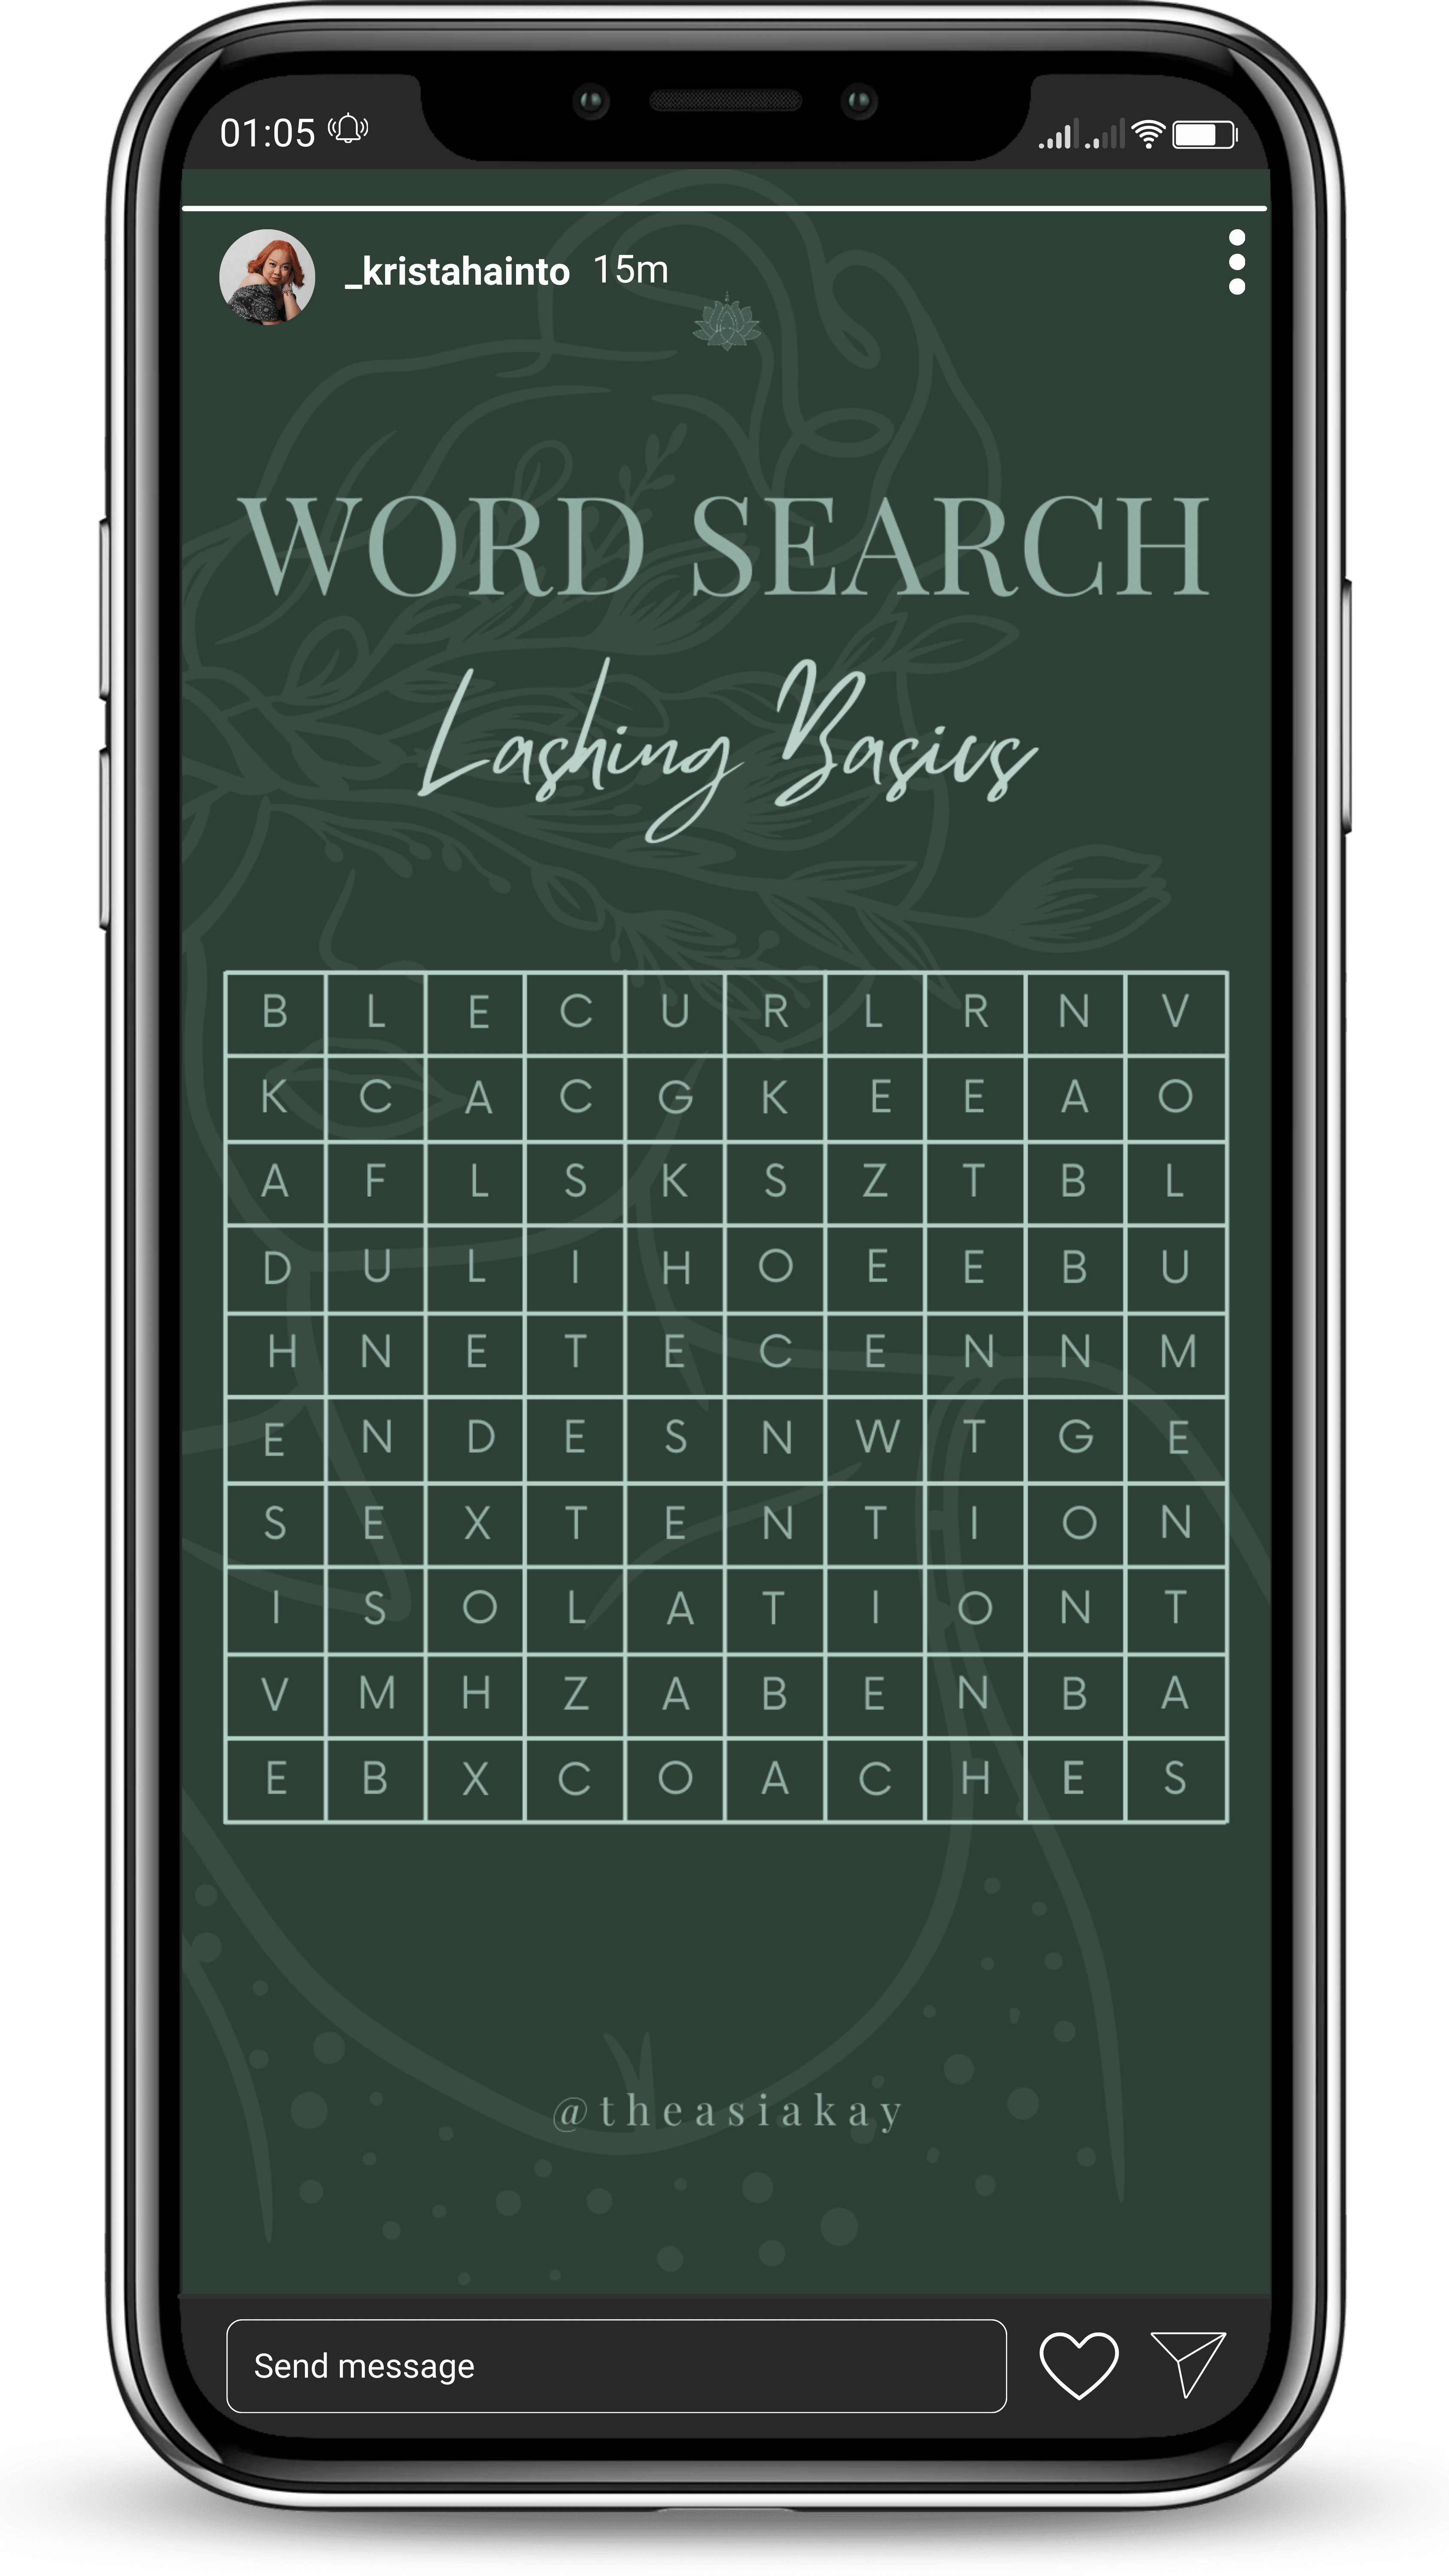 01:05
_kristahainto 15m
WORD SEARCH
Lashing Basics
B L E C U R L R N V
K C A C G K E E A O
A F L S K S Z T B L
D U L I H O E E B U
H N E T E C E N N M
E N D E S N W T G E
S E X T E N T I O N
I S O L A T I O N T
V M H Z A B E N B A
E B X C O A C H E S
@theasiakay
Send message